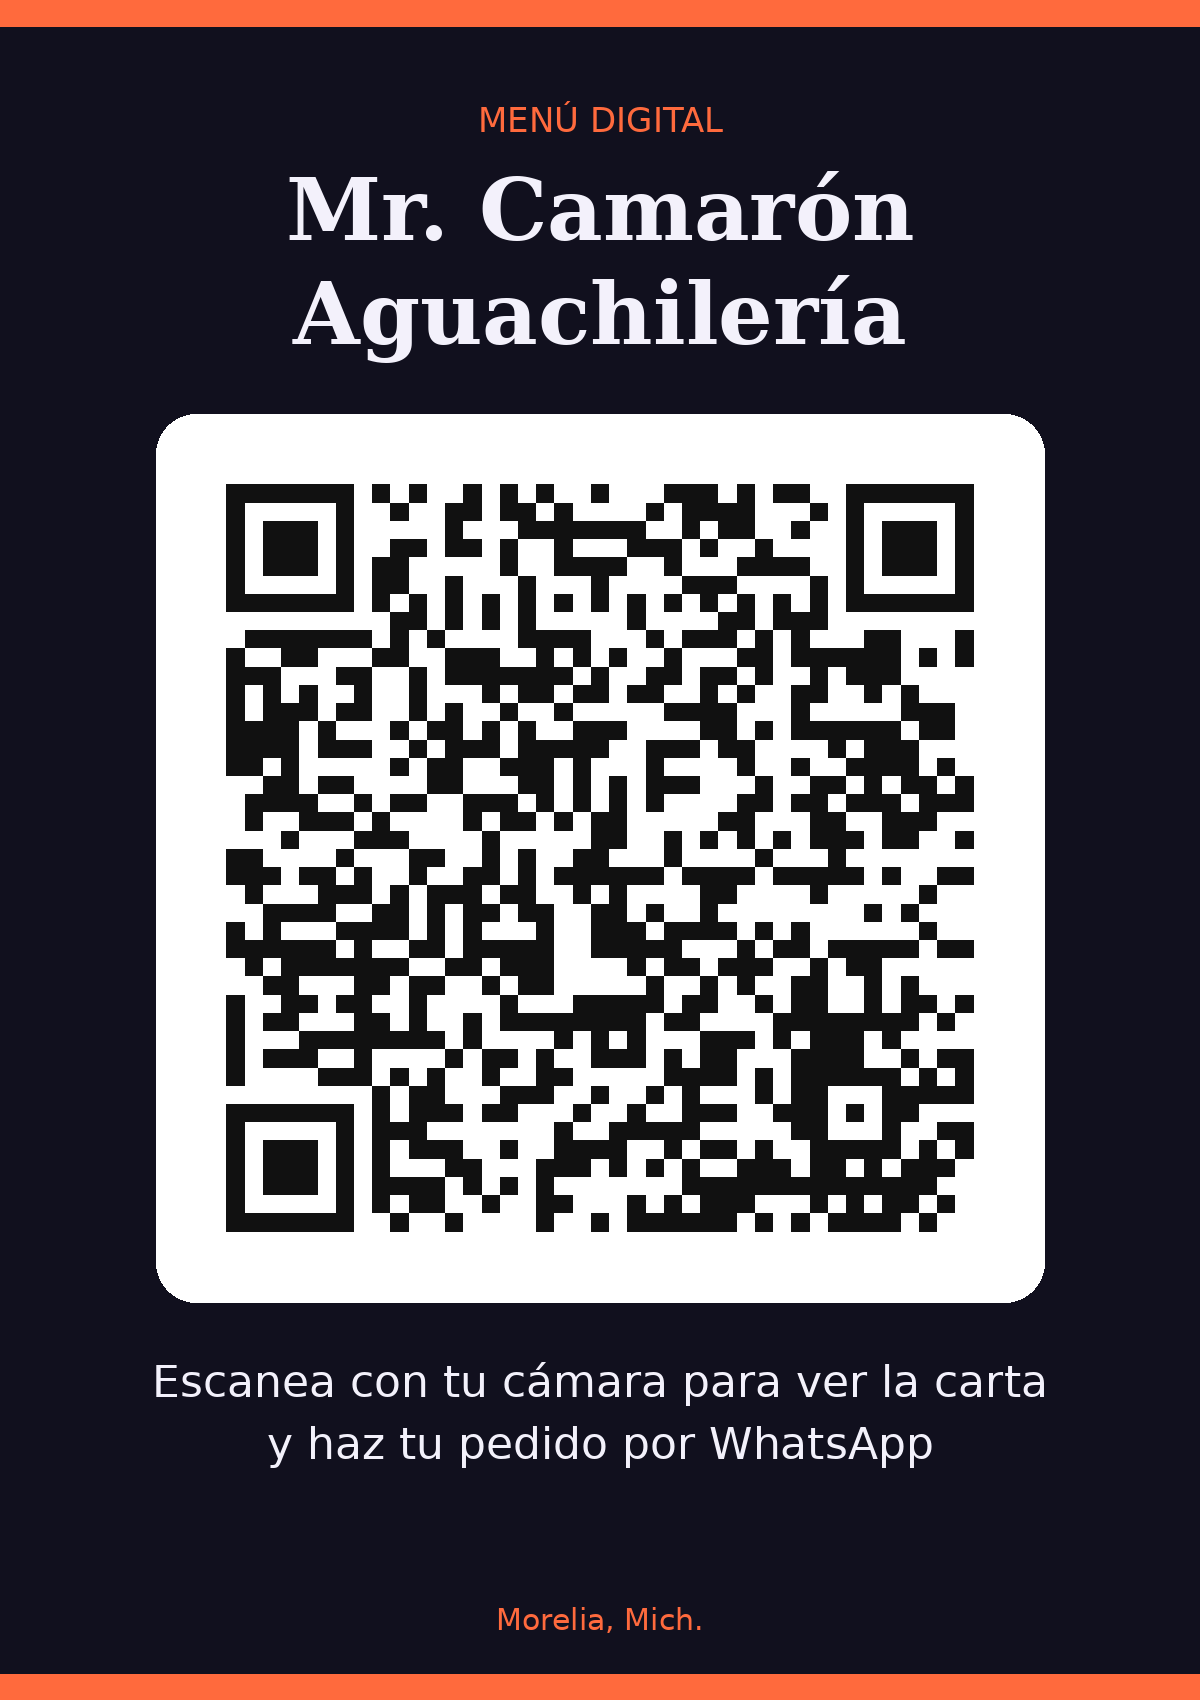 MENÚ DIGITAL
Mr. Camarón
Aguachilería
Escanea con tu cámara para ver la carta
y haz tu pedido por WhatsApp
Morelia, Mich.